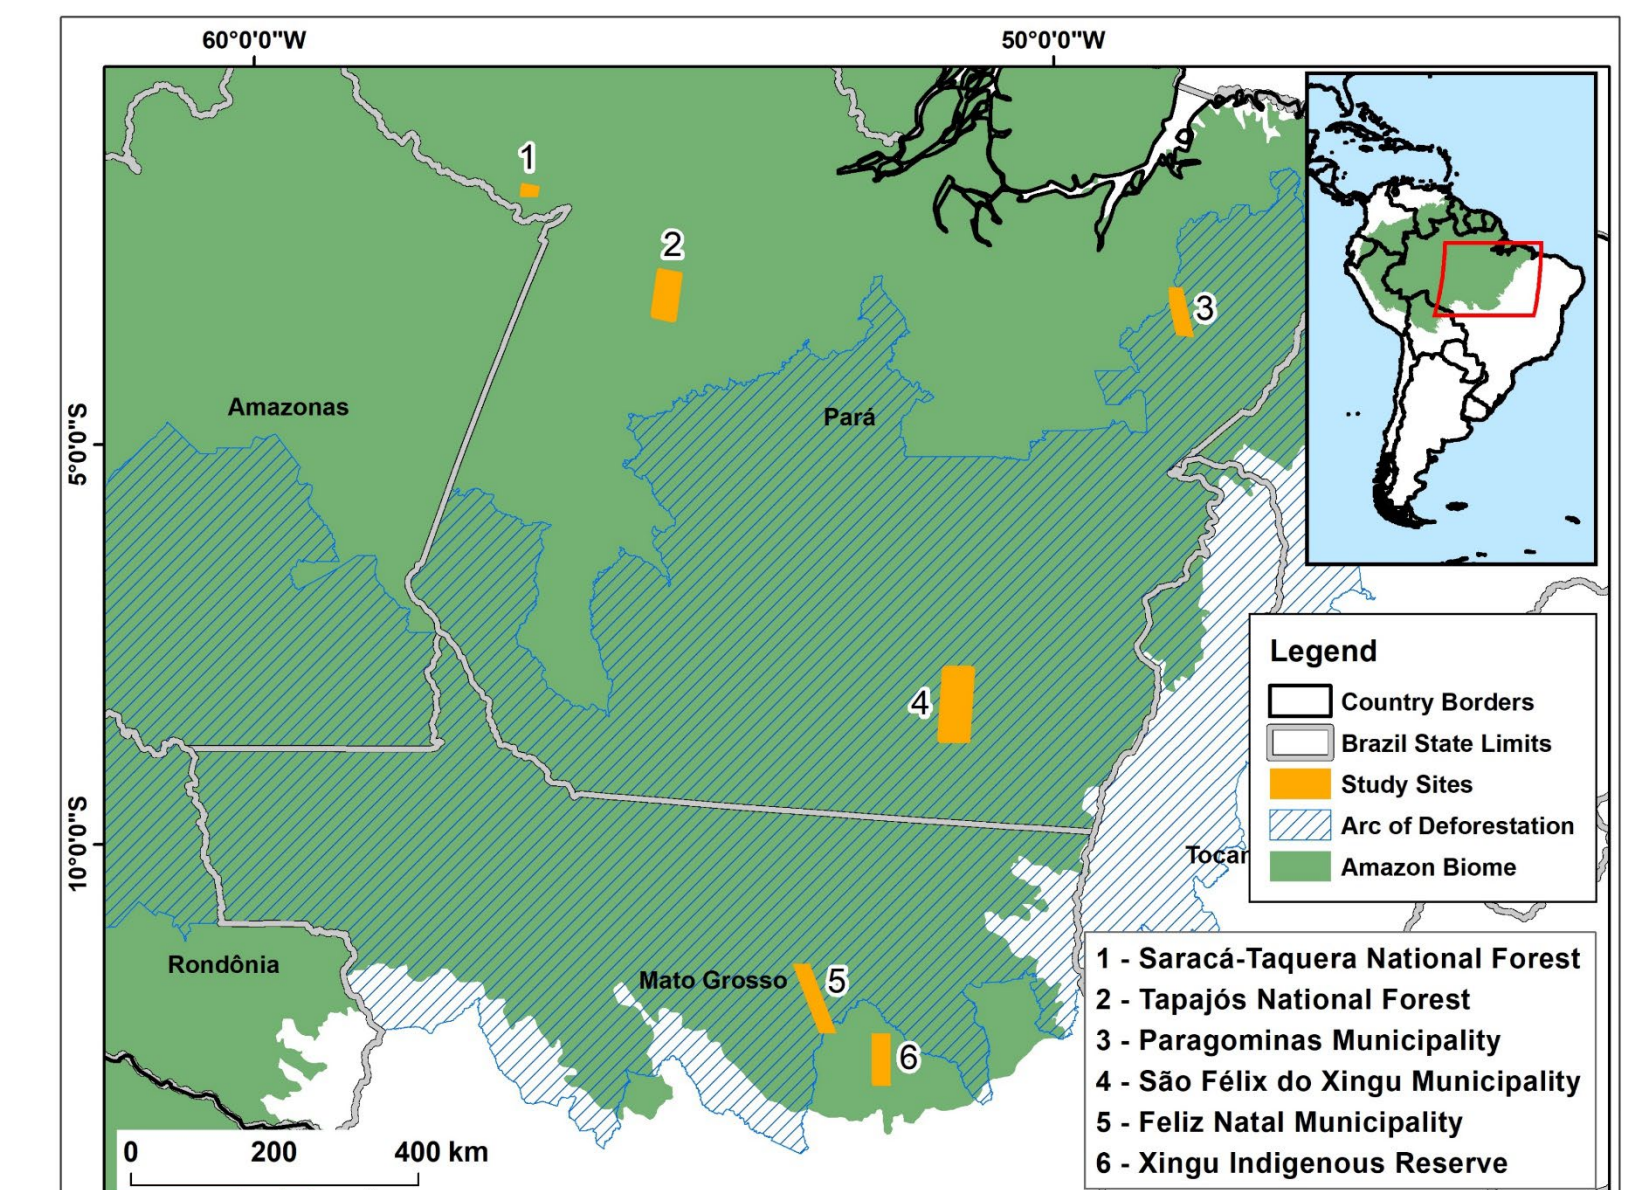 60°0'0"W
50°0'0"W
1
2
3
Amazonas
Pará
5°0'0"S
4
Legend
Country Borders
Brazil State Limits
Study Sites
Arc of Deforestation
Amazon Biome
10°0'0"S
Tocan
Rondônia
Mato Grosso
5
6
1 - Saracá-Taquera National Forest
2 - Tapajós National Forest
3 - Paragominas Municipality
4 - São Félix do Xingu Municipality
5 - Feliz Natal Municipality
6 - Xingu Indigenous Reserve
0 200 400 km